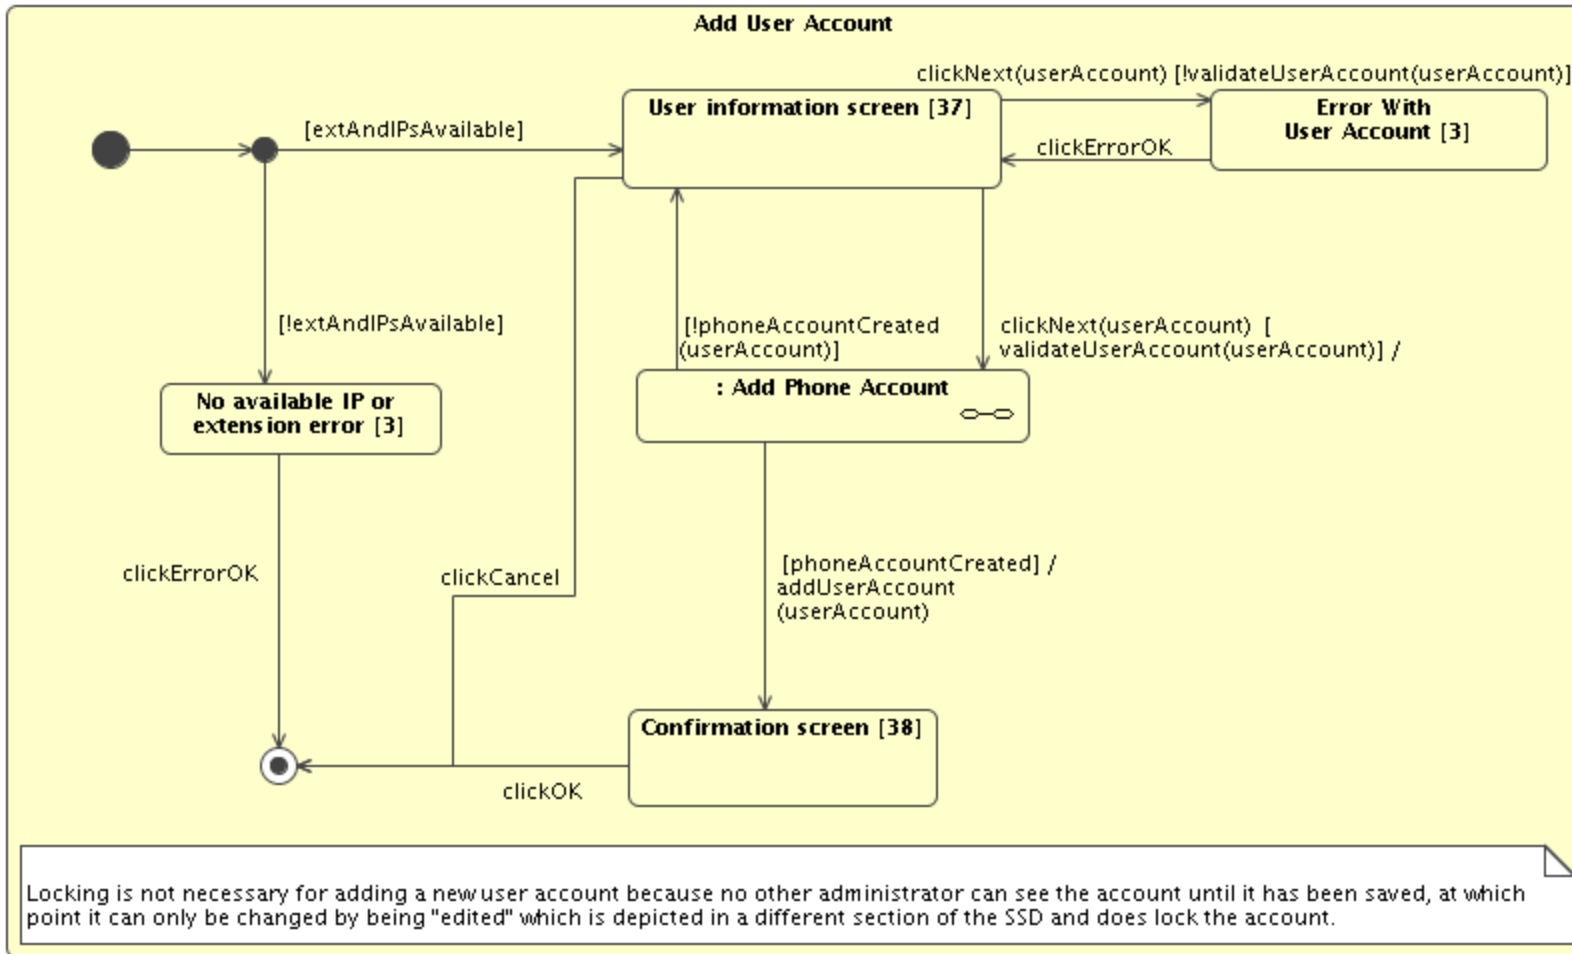 Add User Account
clickNext(userAccount) [!validateUserAccount(userAccount)]
User information screen [37]
Error With
User Account [3]
[extAndIPsAvailable]
clickErrorOK
[!extAndIPsAvailable]
[!phoneAccountCreated
(userAccount)]
clickNext(userAccount) [
validateUserAccount(userAccount)] /
: Add Phone Account
No available IP or
extension error [3]
clickErrorOK
clickCancel
[phoneAccountCreated] /
addUserAccount
(userAccount)
Confirmation screen [38]
clickOK
Locking is not necessary for adding a new user account because no other administrator can see the account until it has been saved, at which
point it can only be changed by being "edited" which is depicted in a different section of the SSD and does lock the account.